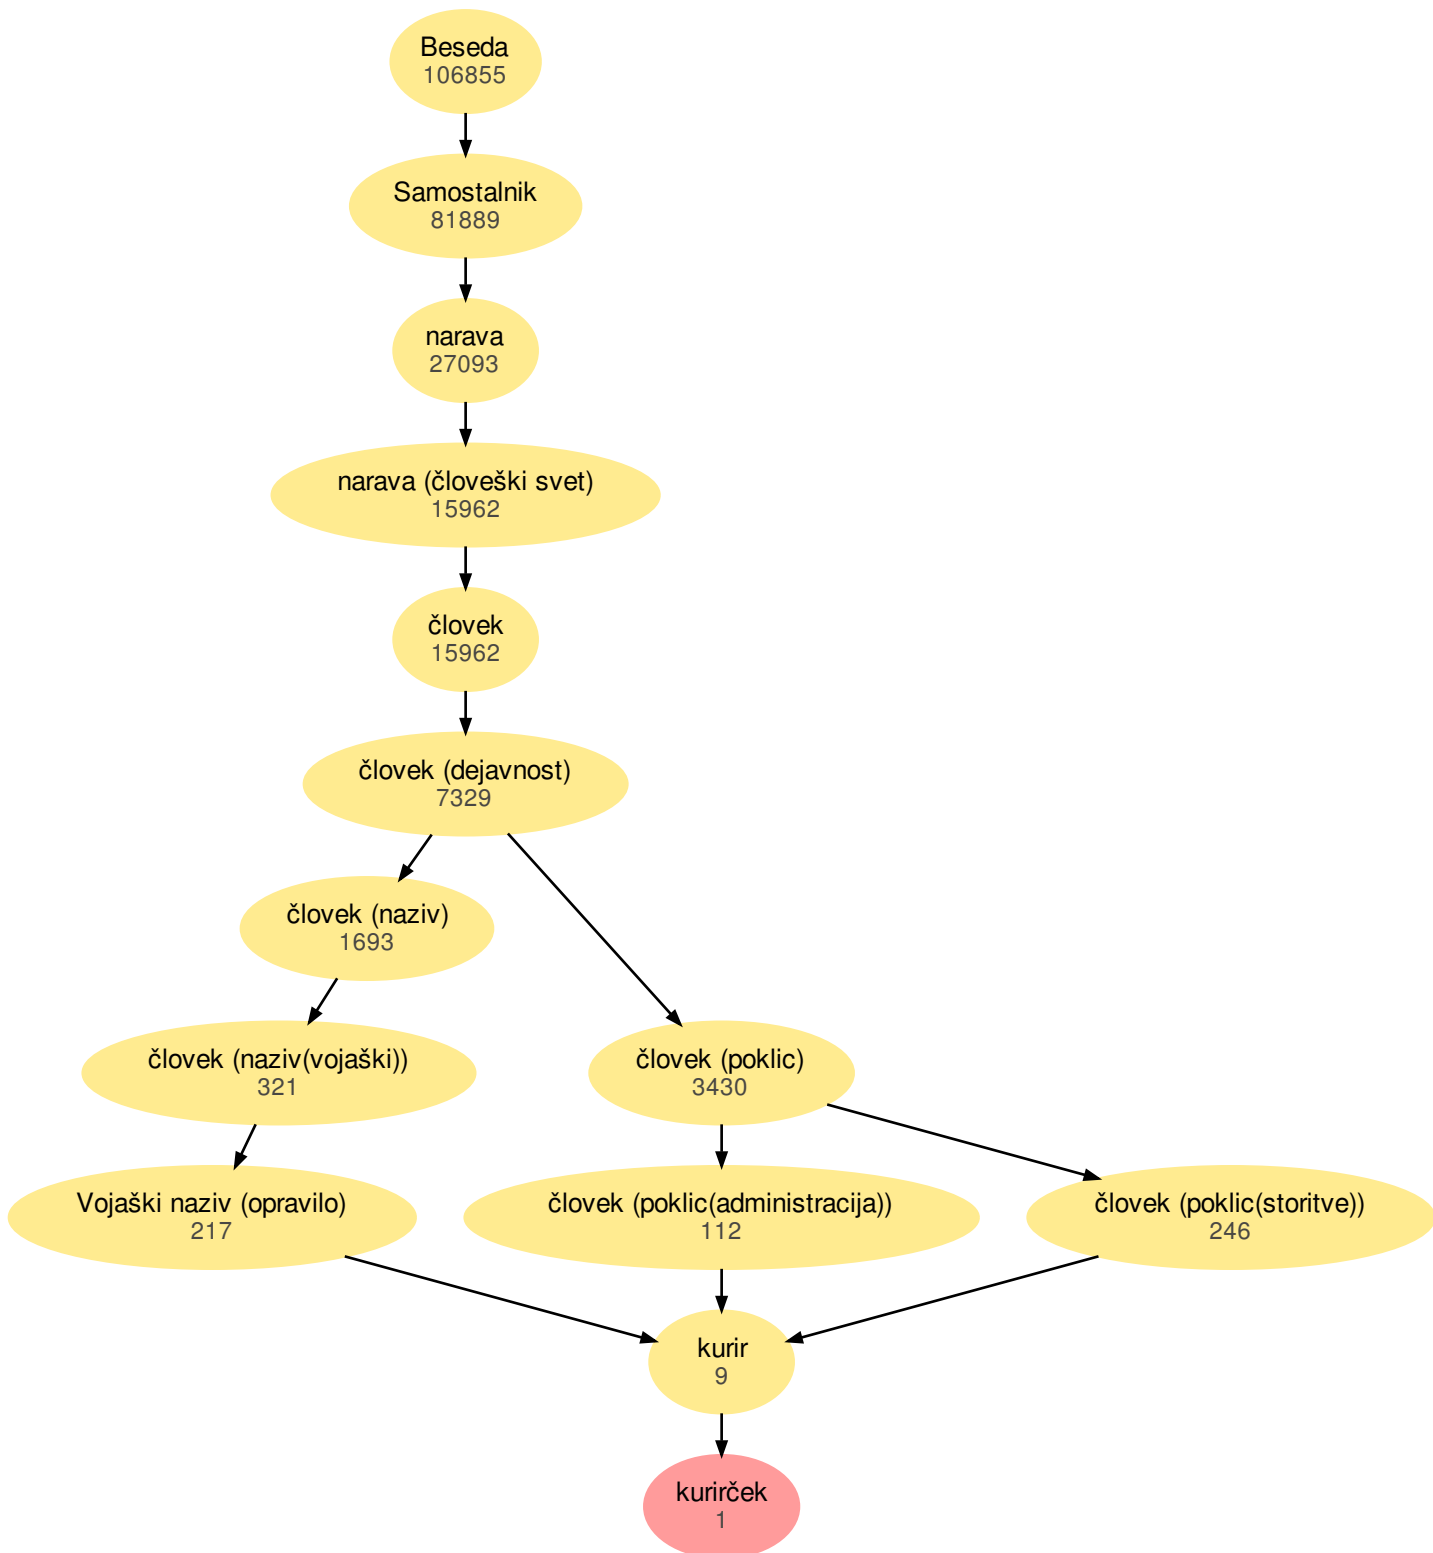 Beseda
106855
Samostalnik
81889
narava
27093
narava (človeški svet)
15962
človek
15962
človek (dejavnost)
7329
človek (naziv)
1693
človek (naziv(vojaški))
321
človek (poklic)
3430
Vojaški naziv (opravilo)
217
človek (poklic(administracija))
112
človek (poklic(storitve))
246
kurir
9
kurirček
1